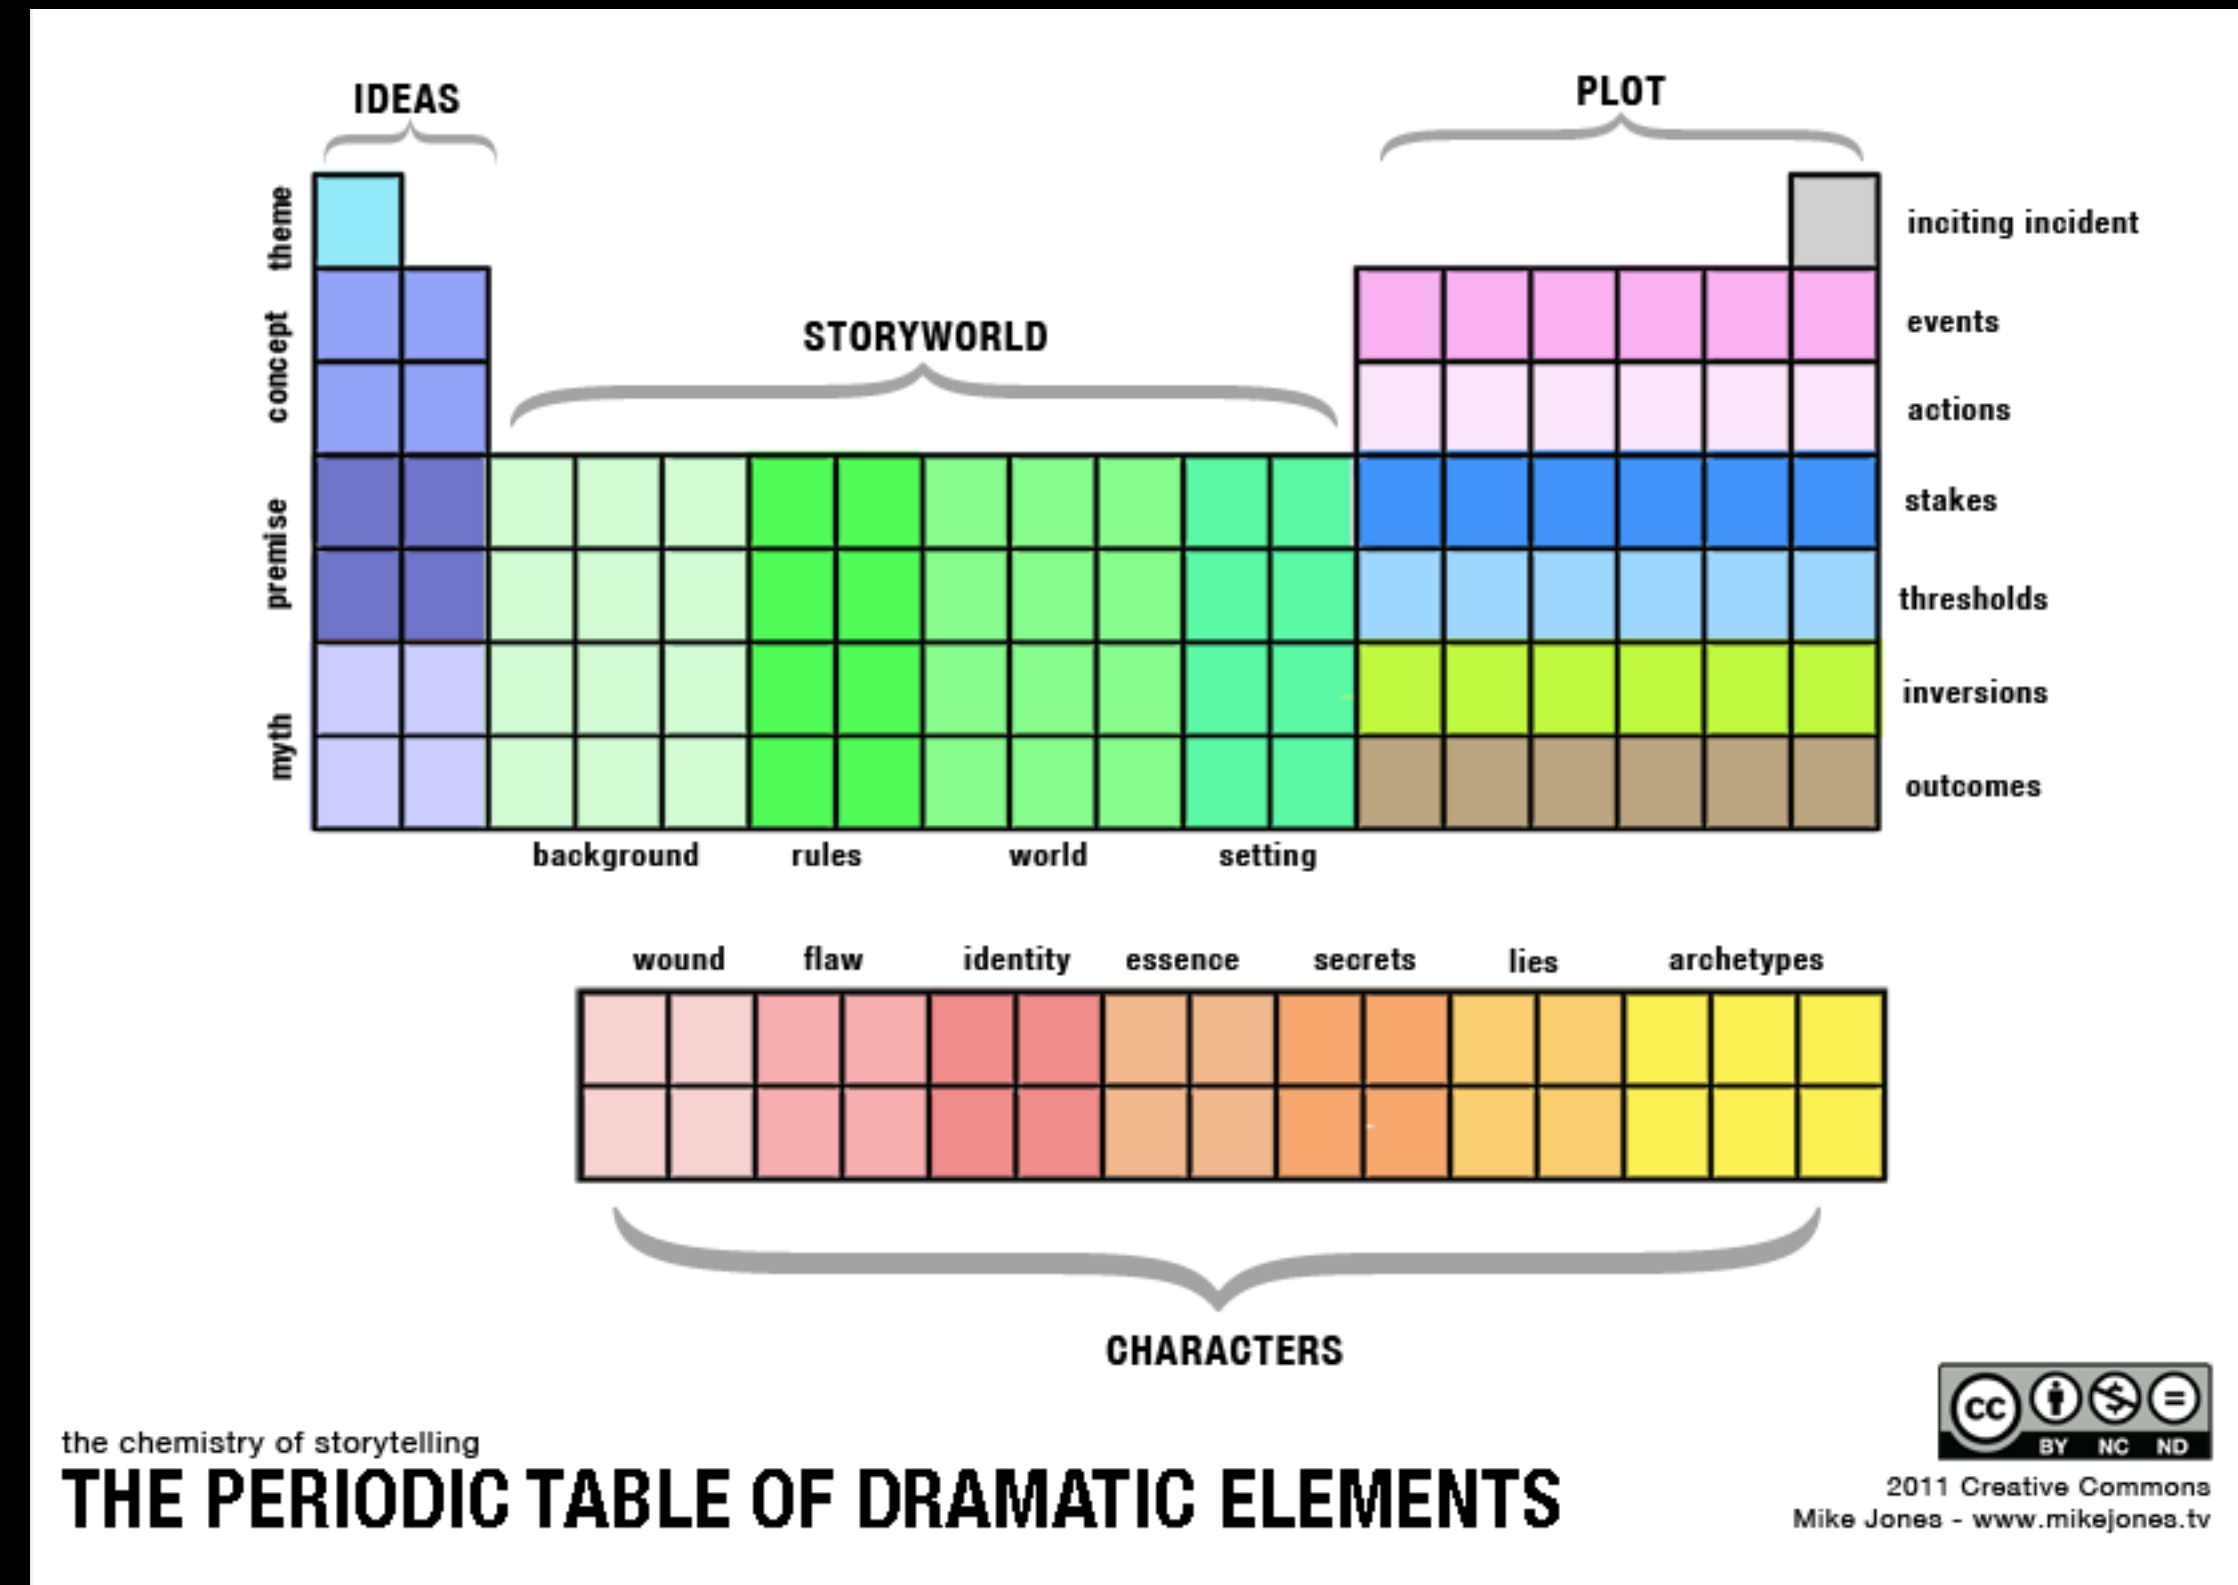 IDEAS
PLOT
theme
inciting incident
concept
events
STORYWORLD
actions
premise
stakes
thresholds
myth
inversions
outcomes
background rules world setting
wound flaw identity essence secrets lies archetypes
CHARACTERS
the chemistry of storytelling
THE PERIODIC TABLE OF DRAMATIC ELEMENTS
cc
BY NC ND
2011 Creative Commons
Mike Jones - www.mikejones.tv